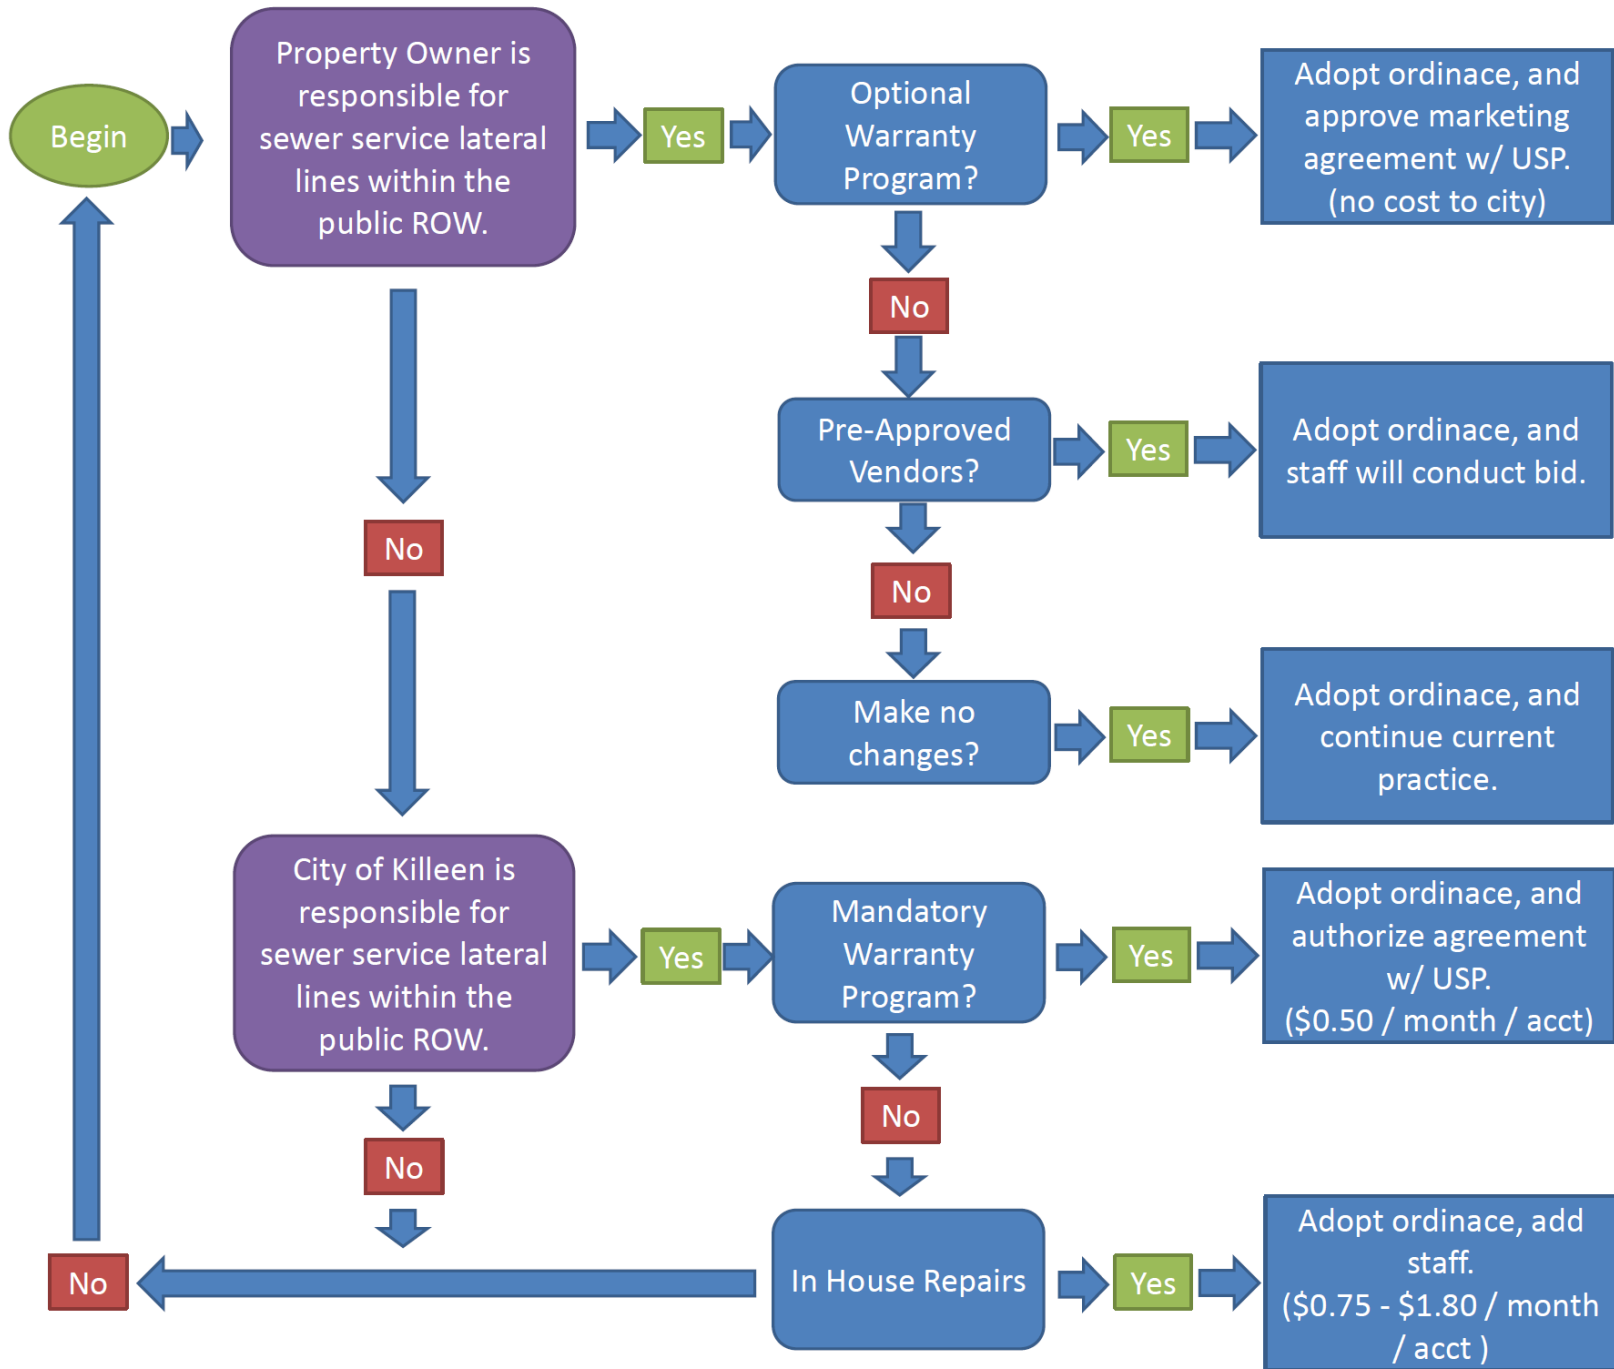 Begin
Property Owner is
responsible for
sewer service lateral
lines within the
public ROW.
Yes
Optional
Warranty
Program?
Yes
Adopt ordinace, and
approve marketing
agreement w/ USP.
(no cost to city)
No
Pre-Approved
Vendors?
Yes
Adopt ordinace, and
staff will conduct bid.
No
No
Make no
changes?
Yes
Adopt ordinace, and
continue current
practice.
City of Killeen is
responsible for
sewer service lateral
lines within the
public ROW.
Yes
Mandatory
Warranty
Program?
Yes
Adopt ordinace, and
authorize agreement
w/ USP.
($0.50 / month / acct)
No
No
No
In House Repairs
Yes
Adopt ordinace, add
staff.
($0.75 - $1.80 / month
/ acct )